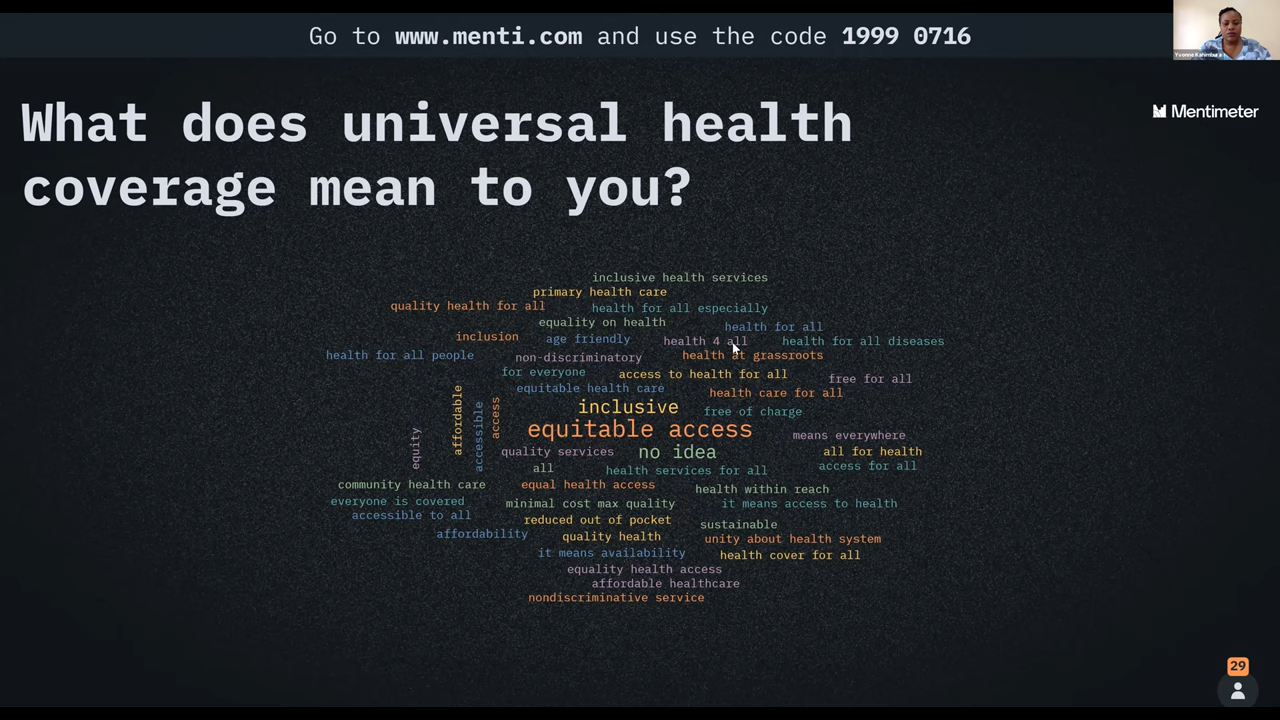 Go to www.menti.com and use the code 1999 0716
Yvonne Kahimbura
Mentimeter
What does universal health
coverage mean to you?
inclusive health services
primary health care
quality health for all
health for all especially
equality on health
health for all
inclusion
age friendly
health 4 all
health for all diseases
health for all people
non-discriminatory
health at grassroots
for everyone
access to health for all
free for all
equitable health care
health care for all
affordable
accessible
access
inclusive
free of charge
equity
equitable access
means everywhere
quality services
no idea
all for health
all
health services for all
access for all
community health care
equal health access
health within reach
everyone is covered
minimal cost max quality
it means access to health
accessible to all
reduced out of pocket
sustainable
affordability
quality health
unity about health system
it means availability
health cover for all
equality health access
affordable healthcare
nondiscriminative service
29